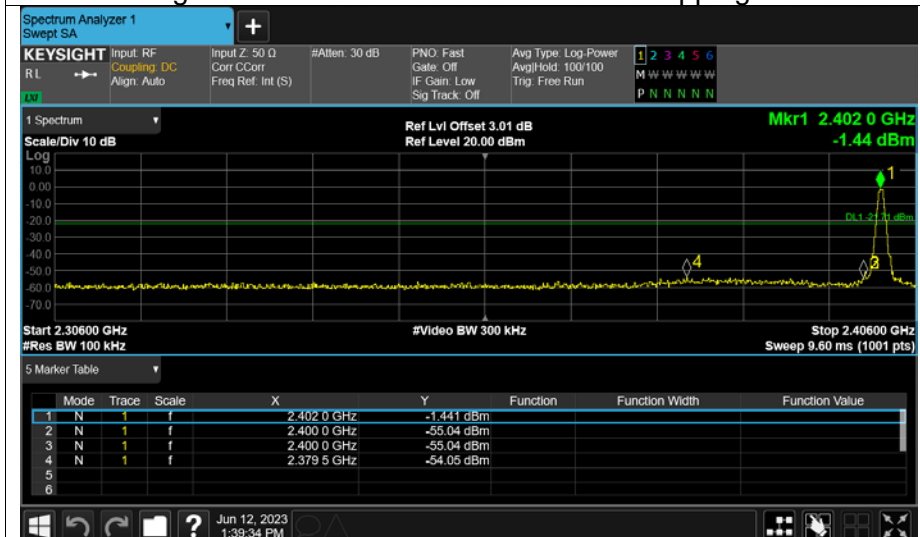 Spectrum Analyzer 1
Swept SA
+
KEYSIGHT
RL
LXI
Input: RF
Coupling: DC
Align: Auto
Input Z: 50 Ω
Corr CCorr
Freq Ref: Int (S)
#Atten: 30 dB
PNO: Fast
Gate: Off
IF Gain: Low
Sig Track: Off
Avg Type: Log-Power
Avg|Hold: 100/100
Trig: Free Run
1 2 3 4 5 6
M W W W W W
P N N N N N
1 Spectrum
Scale/Div 10 dB
Ref Lvl Offset 3.01 dB
Ref Level 20.00 dBm
Mkr1 2.402 0 GHz
-1.44 dBm
Log
10.0
0.00
-10.0
-20.0
-30.0
-40.0
-50.0
-60.0
-70.0
1
DL1 -21.71 dBm
4
Start 2.30600 GHz
#Res BW 100 kHz
#Video BW 300 kHz
Stop 2.40600 GHz
Sweep 9.60 ms (1001 pts)
5 Marker Table
Mode Trace Scale X Y Function Function Width Function Value
1 N 1 f 2.402 0 GHz -1.441 dBm
2 N 1 f 2.400 0 GHz -55.04 dBm
3 N 1 f 2.400 0 GHz -55.04 dBm
4 N 1 f 2.379 5 GHz -54.05 dBm
5
6
?
Jun 12, 2023
1:39:34 PM